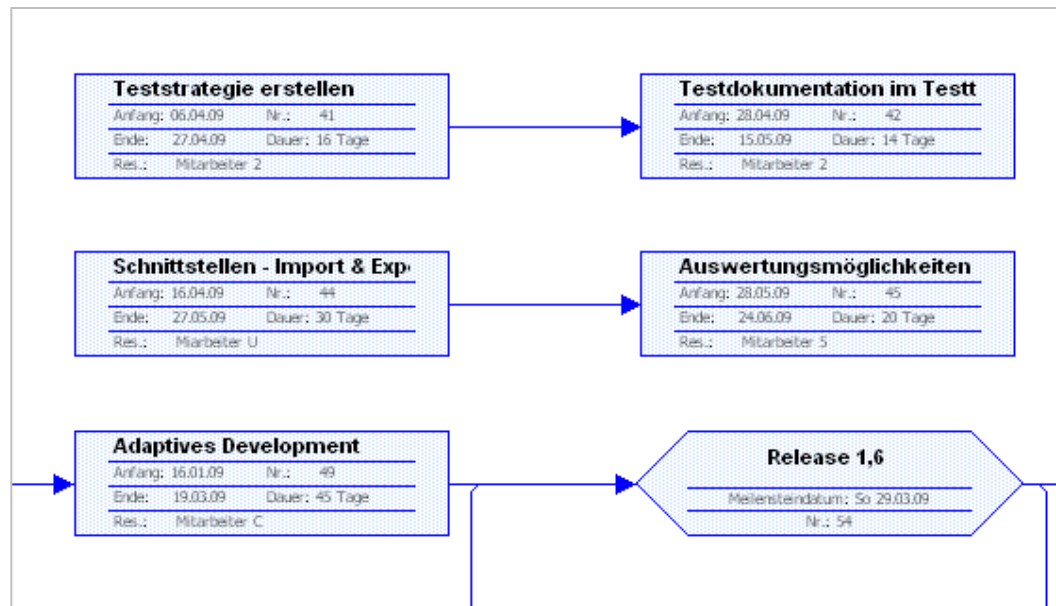 Teststrategie erstellen
Anfang: 06.04.09 Nr.: 41
Ende: 27.04.09 Dauer: 16 Tage
Res.: Mitarbeiter 2
Testdokumentation im Testt
Anfang: 28.04.09 Nr.: 42
Ende: 15.05.09 Dauer: 14 Tage
Res.: Mitarbeiter 2
Schnittstellen - Import & Exp
Anfang: 16.04.09 Nr.: 44
Ende: 27.05.09 Dauer: 30 Tage
Res.: Miarbeiter U
Auswertungsmöglichkeiten
Anfang: 28.05.09 Nr.: 45
Ende: 24.06.09 Dauer: 20 Tage
Res.: Mitarbeiter 5
Adaptives Development
Anfang: 16.01.09 Nr.: 49
Ende: 19.03.09 Dauer: 45 Tage
Res.: Mitarbeiter C
Release 1,6
Meilensteindatum: So 29.03.09
Nr.: 54